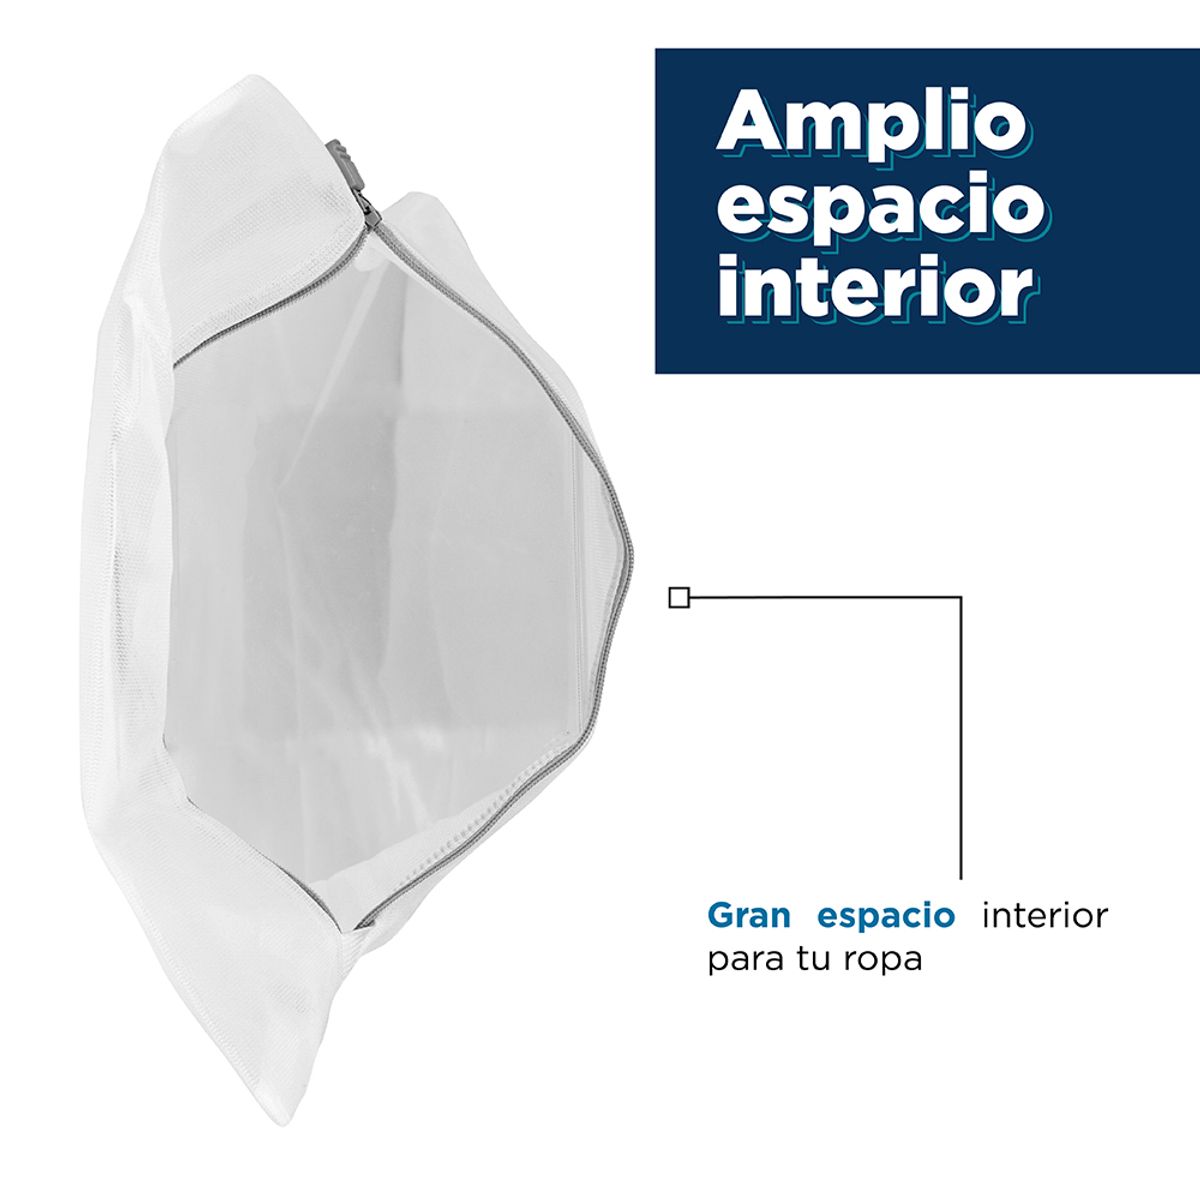 Amplio
espacio
interior
Gran espacio interior
para tu ropa